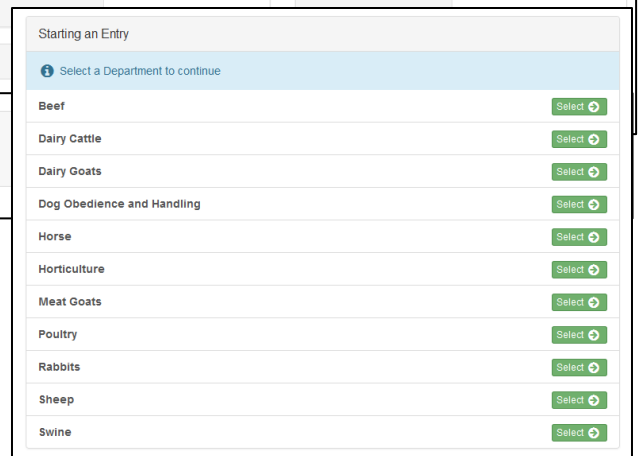 Starting an Entry
Select a Department to continue
Beef Select
Dairy Cattle Select
Dairy Goats Select
Dog Obedience and Handling Select
Horse Select
Horticulture Select
Meat Goats Select
Poultry Select
Rabbits Select
Sheep Select
Swine Select